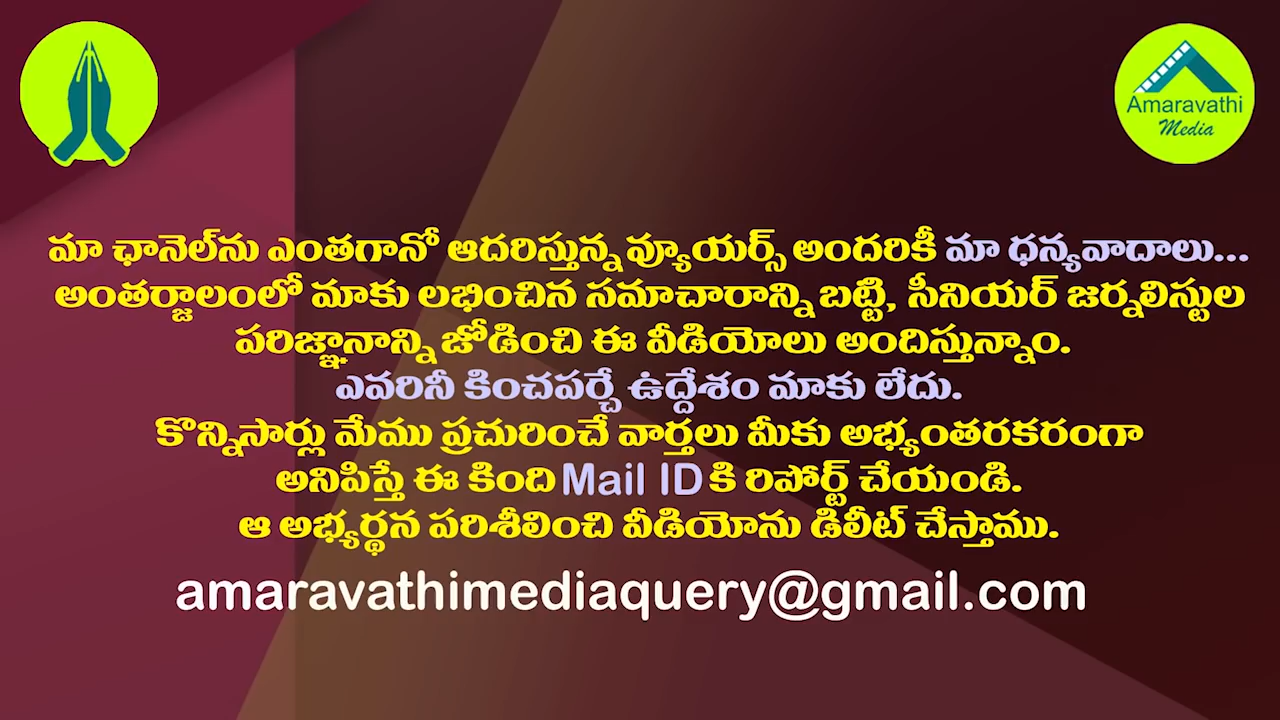 Amaravathi
Media
మా ఛానెల్‌ను ఎంతగానో ఆదరిస్తున్న వ్యూయర్స్ అందరికీ మా ధన్యవాదాలు...
అంతర్జాలంలో మాకు లభించిన సమాచారాన్ని బట్టి, సీనియర్ జర్నలిస్టుల
పరిజ్ఞానాన్ని జోడించి ఈ వీడియోలు అందిస్తున్నాం.
ఎవరినీ కించపర్చే ఉద్దేశం మాకు లేదు.
కొన్నిసార్లు మేము ప్రచురించే వార్తలు మీకు అభ్యంతరకరంగా
అనిపిస్తే ఈ కింది Mail ID కి రిపోర్ట్ చేయండి.
ఆ అభ్యర్థన పరిశీలించి వీడియోను డిలీట్ చేస్తాము.
amaravathimediaquery@gmail.com